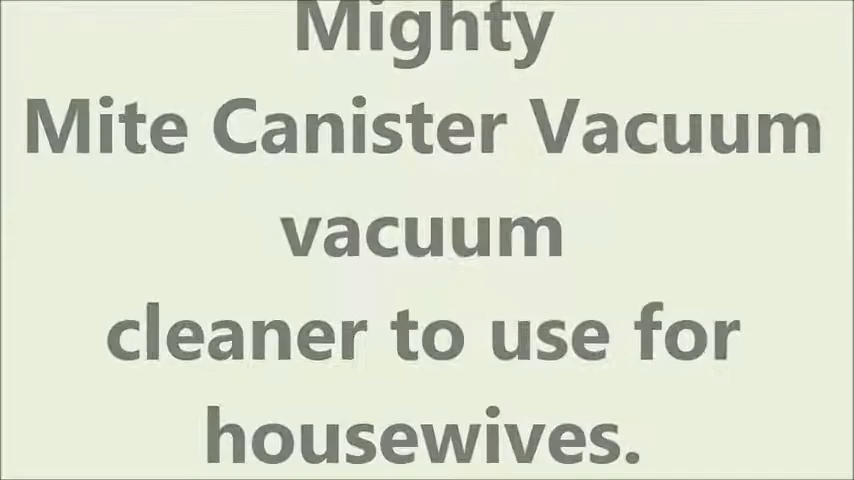 Mighty
Mite Canister Vacuum
vacuum
cleaner to use for
housewives.